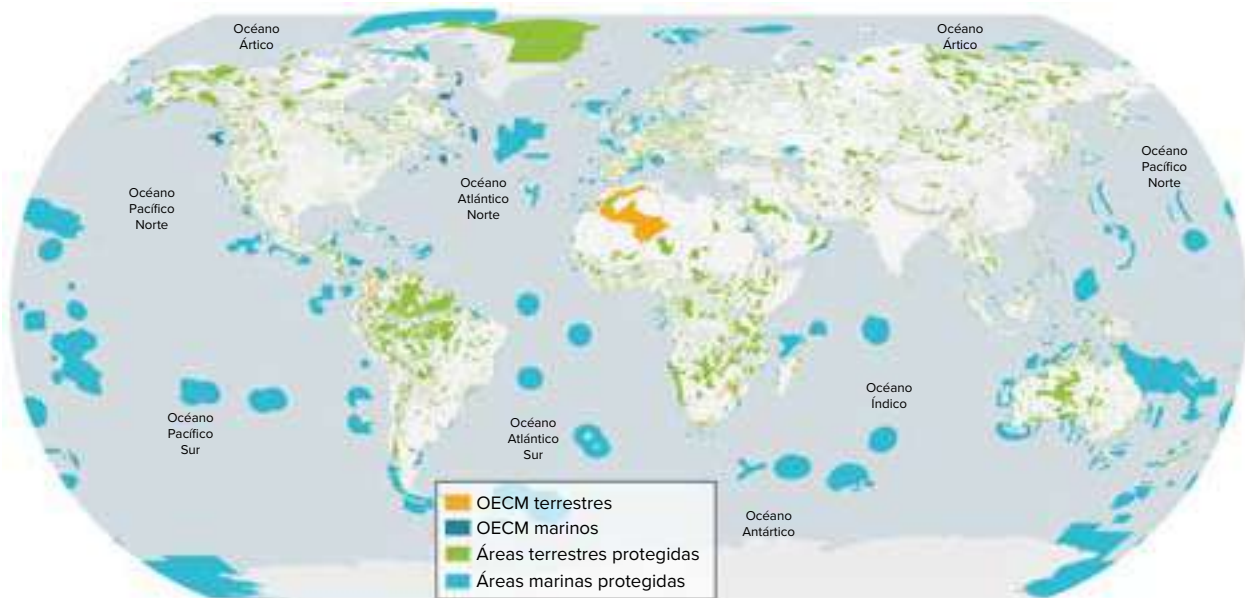 Océano
Ártico
Océano
Ártico
Océano
Pacífico
Norte
Océano
Atlántico
Norte
Océano
Pacífico
Norte
Océano
Pacífico
Sur
Océano
Atlántico
Sur
Océano
Índico
Océano
Antártico
OECM terrestres
OECM marinos
Áreas terrestres protegidas
Áreas marinas protegidas